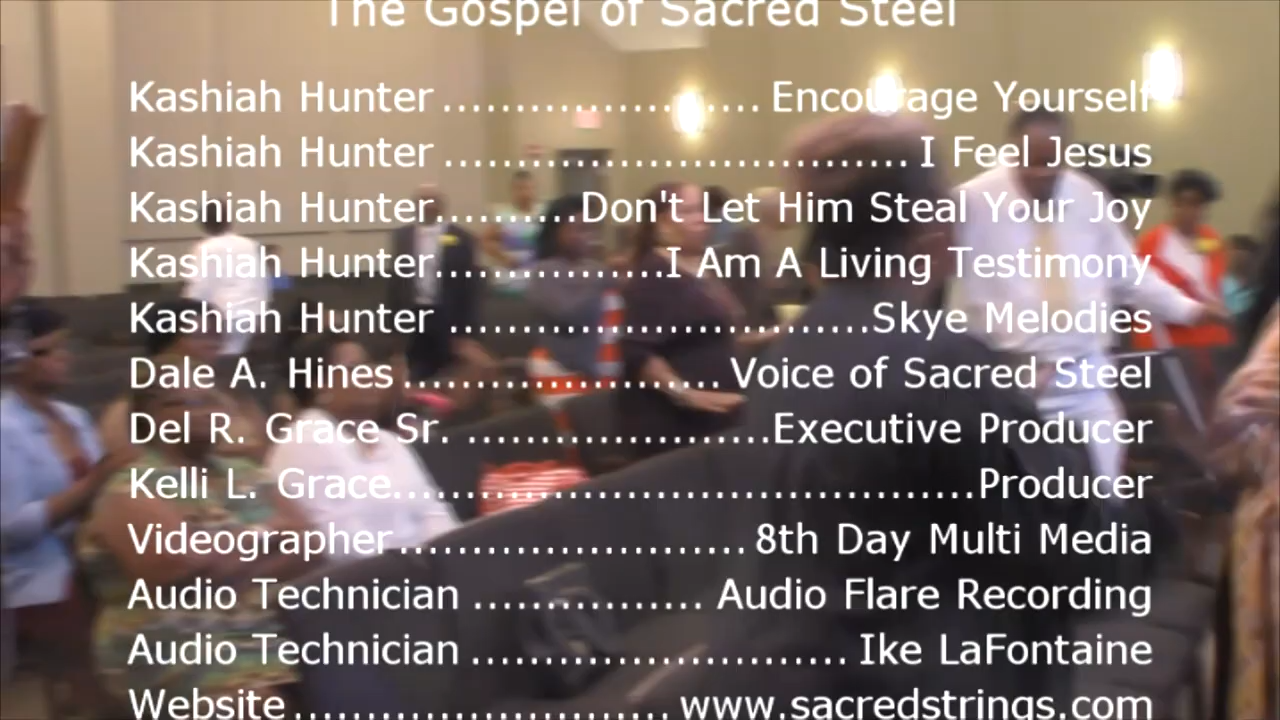 The Gospel of Sacred Steel
Kashiah Hunter ...................... Encourage Yourself
Kashiah Hunter ................................ I Feel Jesus
Kashiah Hunter..........Don't Let Him Steal Your Joy
Kashiah Hunter................I Am A Living Testimony
Kashiah Hunter .............................Skye Melodies
Dale A. Hines ...................... Voice of Sacred Steel
Del R. Grace Sr. .....................Executive Producer
Kelli L. Grace........................................Producer
Videographer........................ 8th Day Multi Media
Audio Technician ................ Audio Flare Recording
Audio Technician .......................... Ike LaFontaine
Website.......................... www.sacredstrings.com